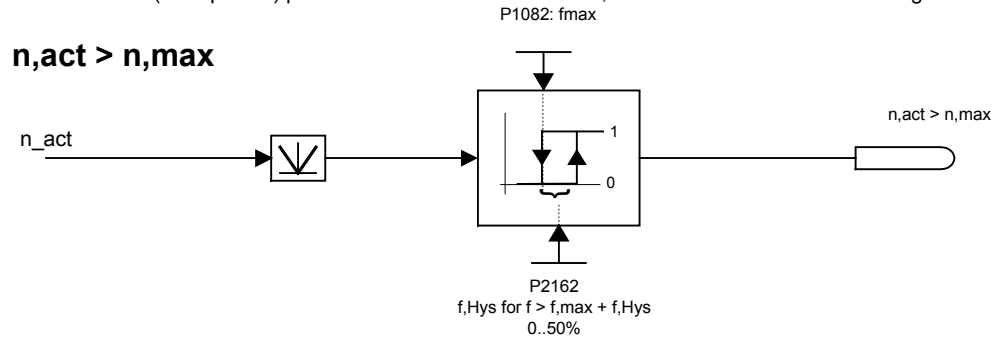 P1082: fmax
n,act > n,max
n,act > n,max
n_act
1
0
P2162
f,Hys for f > f,max + f,Hys
0..50%